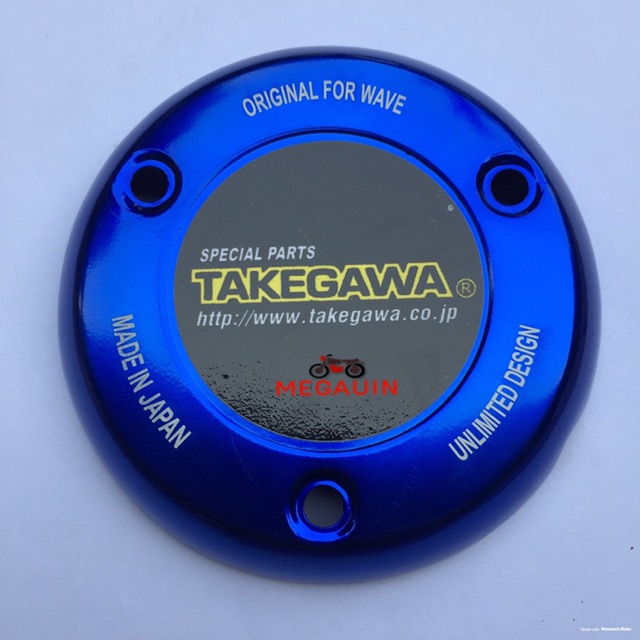 ORIGINAL FOR WAVE
SPECIAL PARTS
TAKEGAWA®
http://www.takegawa.co.jp
MEGAUIN
MADE IN JAPAN
UNLIMITED DESIGN